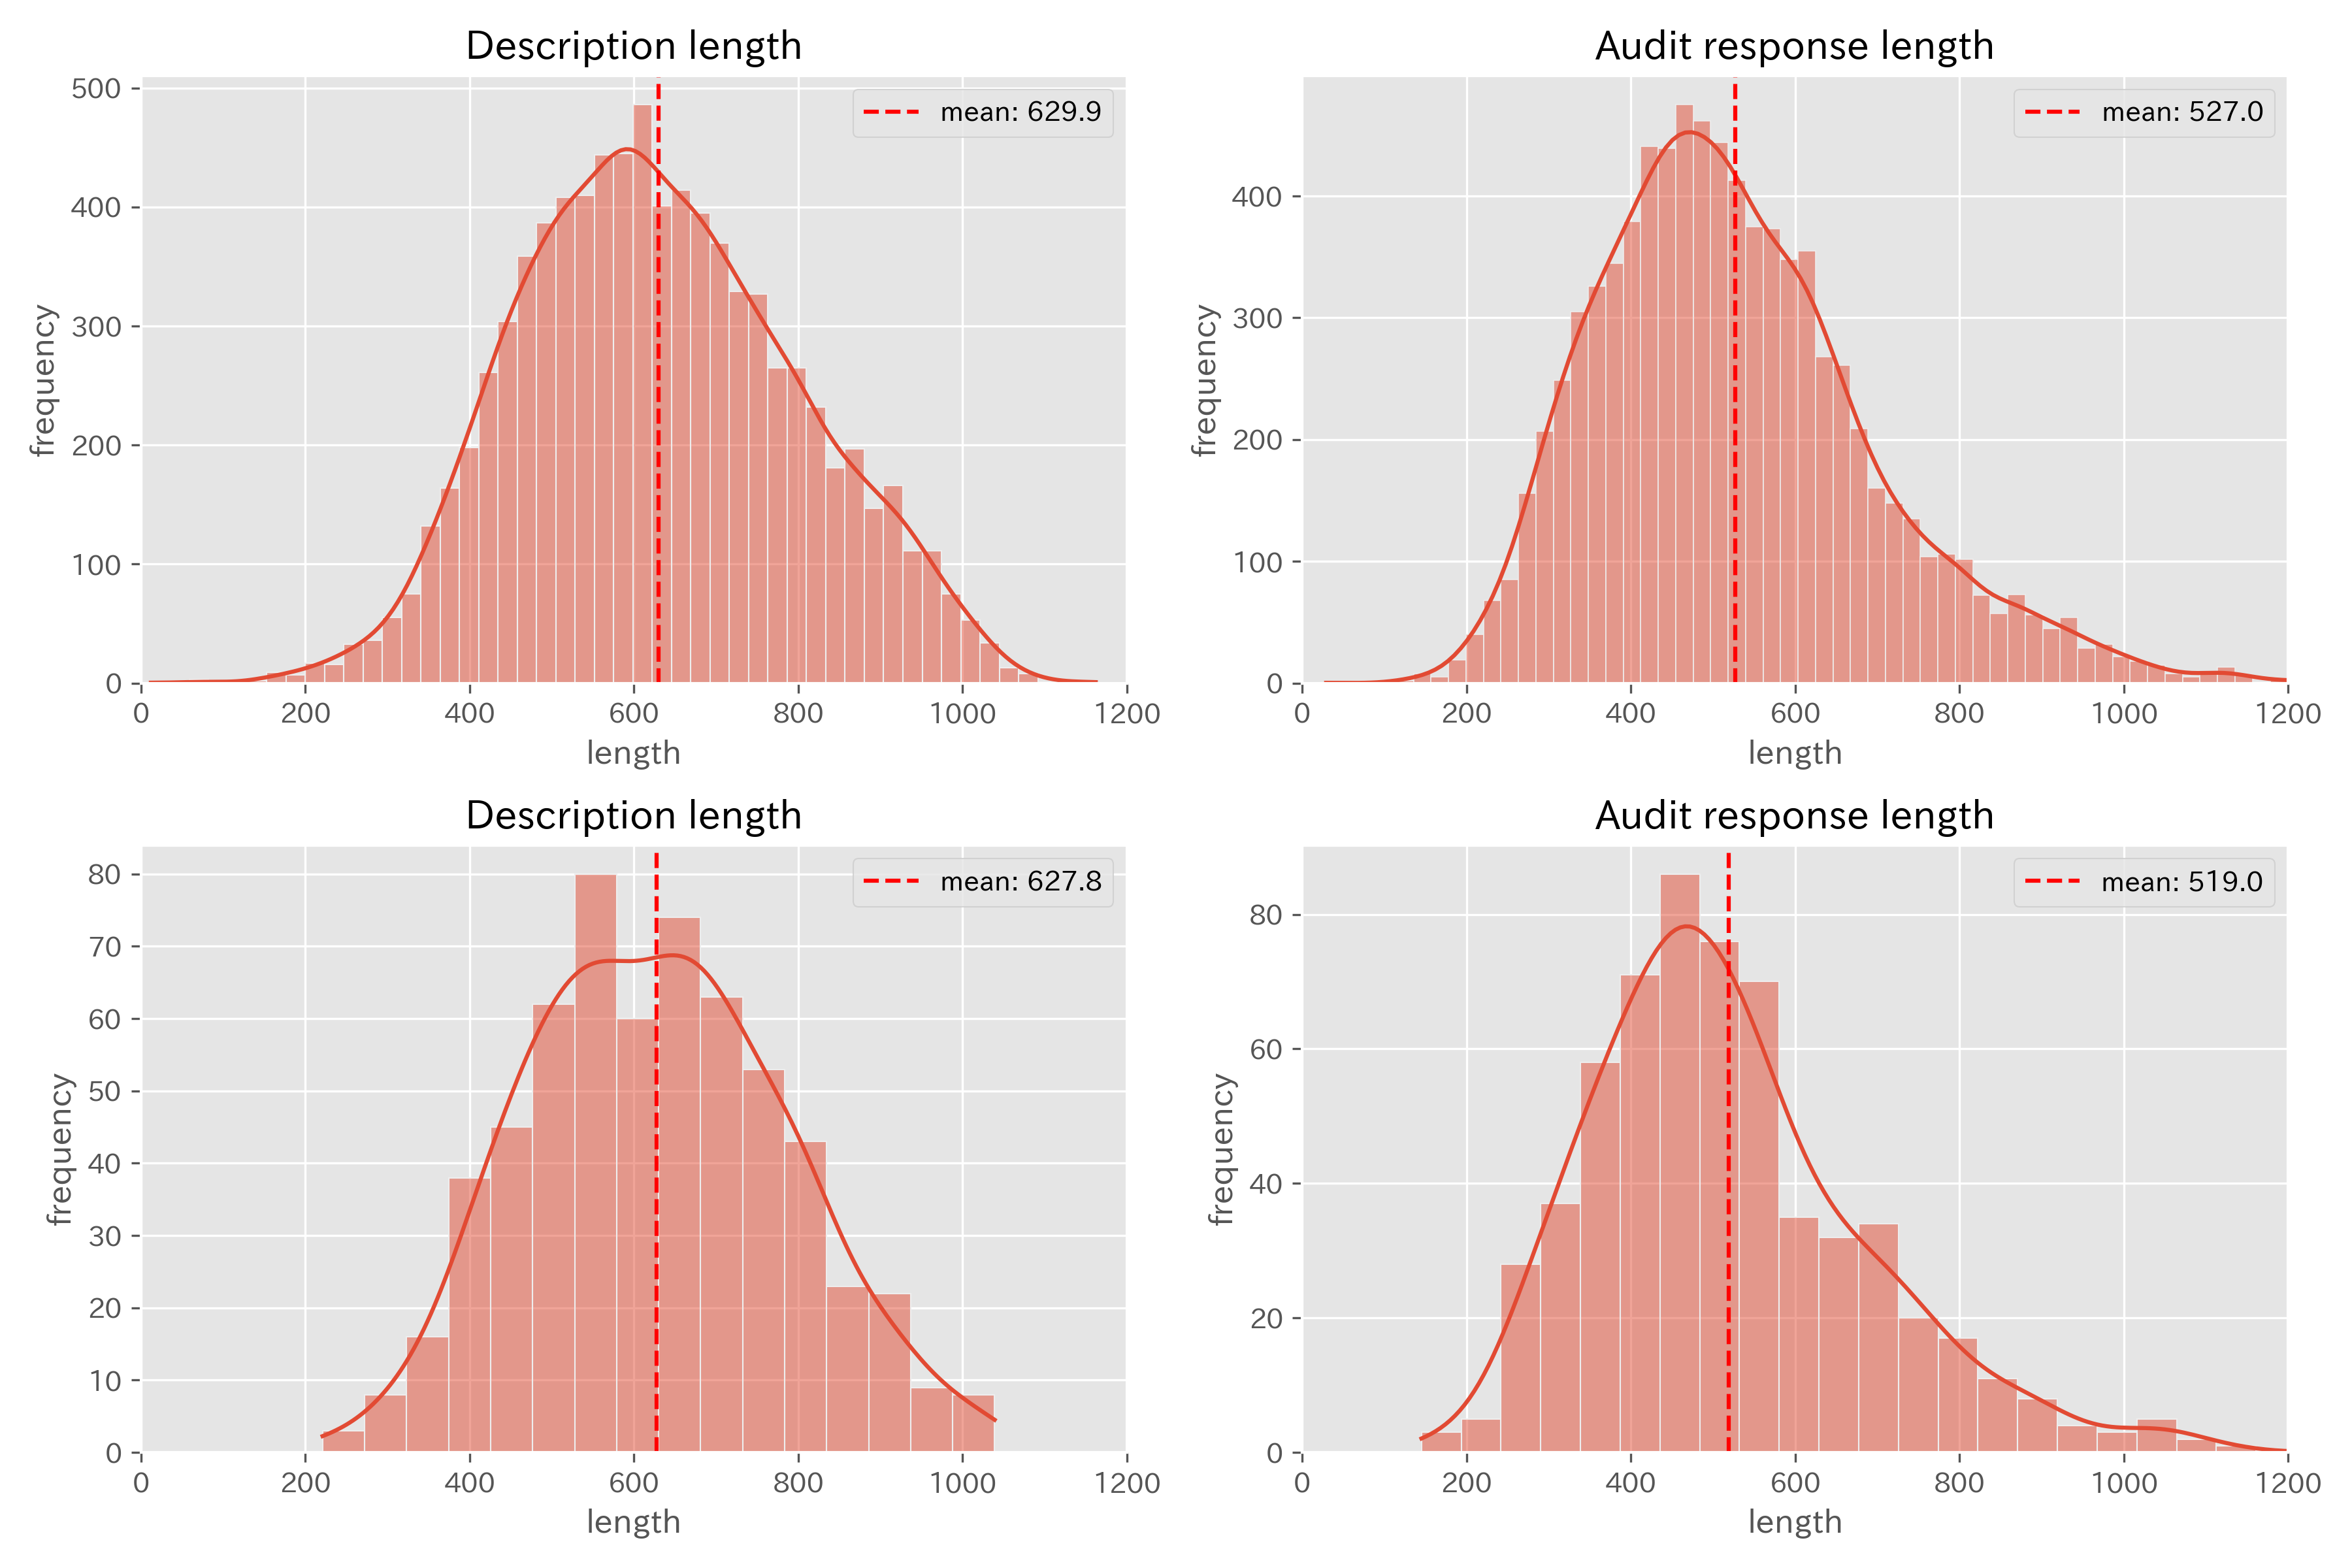 Description length
500
400
300
200
100
0
frequency
mean: 629.9
0 200 400 600 800 1000 1200
length
Audit response length
400
300
200
100
0
frequency
mean: 527.0
0 200 400 600 800 1000 1200
length
Description length
80
70
60
50
40
30
20
10
0
frequency
mean: 627.8
0 200 400 600 800 1000 1200
length
Audit response length
80
60
40
20
0
frequency
mean: 519.0
0 200 400 600 800 1000 1200
length